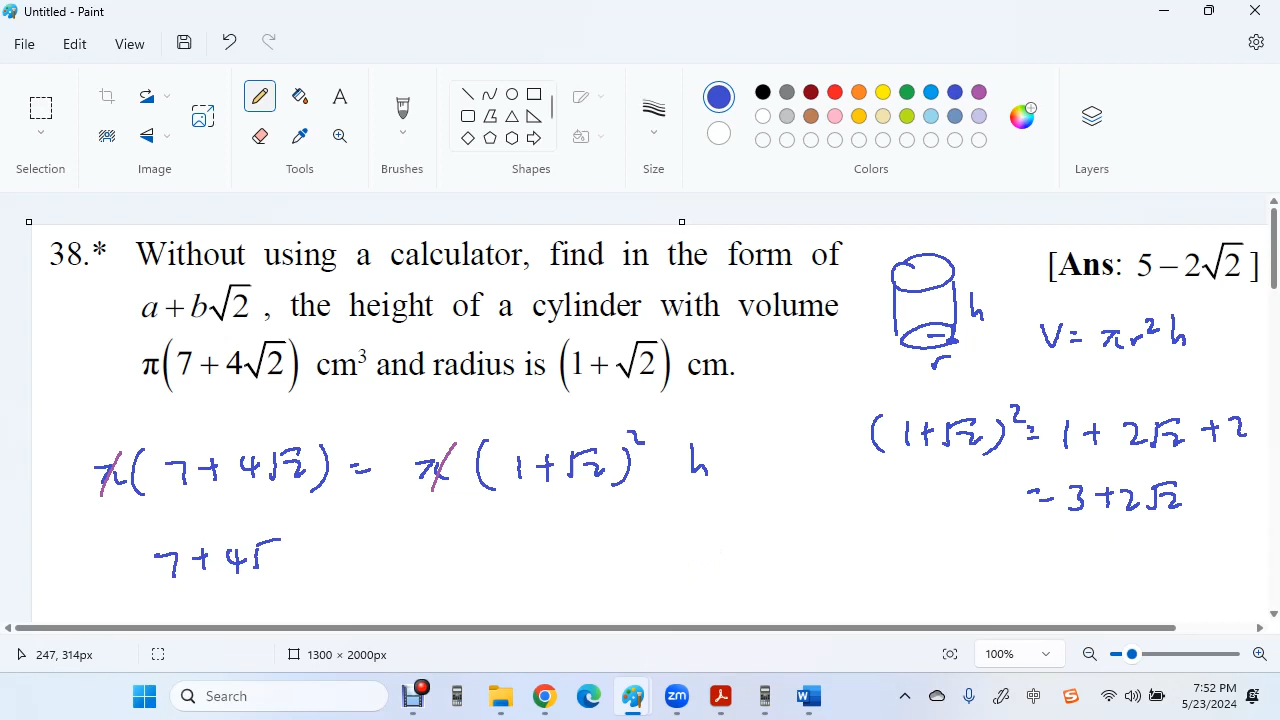 Untitled - Paint
File Edit View
Selection Image Tools Brushes Shapes Size Colors Layers
38.* Without using a calculator, find in the form of
a + b√2 , the height of a cylinder with volume
π(7 + 4√2) cm³ and radius is (1 + √2) cm.
[Ans: 5 − 2√2 ]
h
r
V = πr²h
(1+√2)² = 1 + 2√2 + 2
= 3 + 2√2
π(7 + 4√2) = π(1 + √2)² h
7 + 4√
247, 314px
1300 × 2000px
100%
Search
zm
W
中
S
7:52 PM
5/23/2024